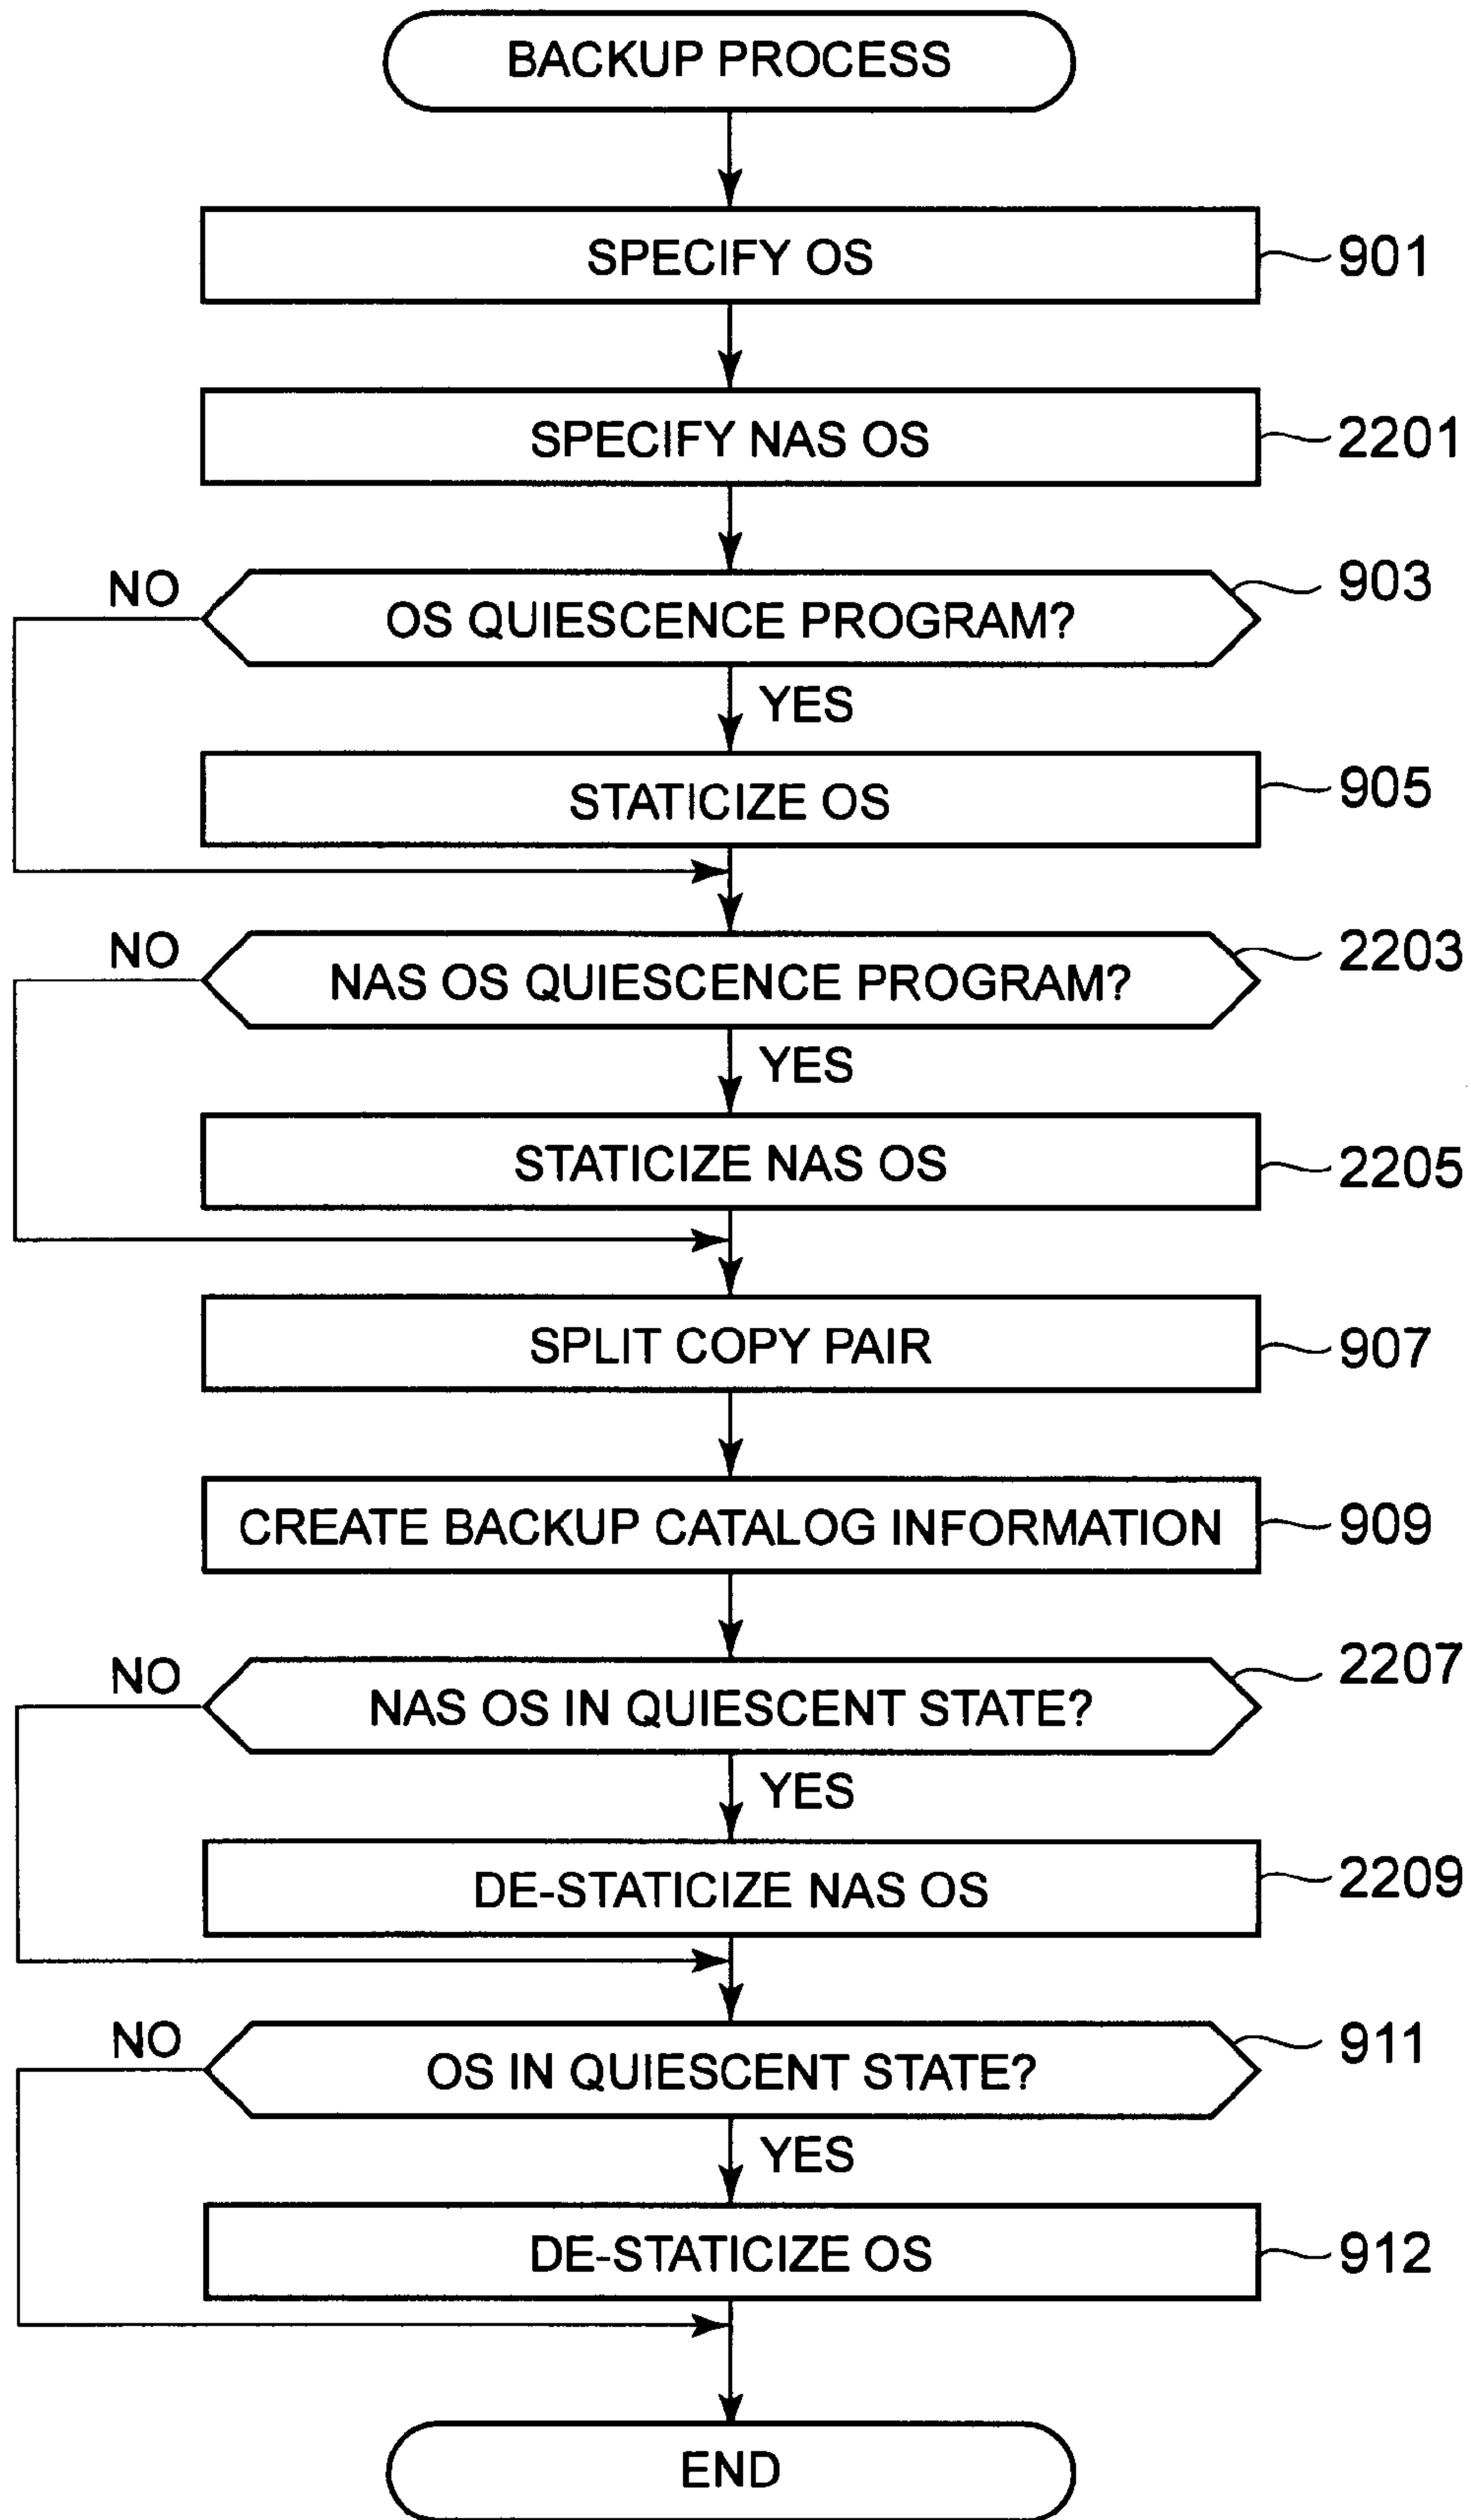 BACKUP PROCESS
SPECIFY OS
901
SPECIFY NAS OS
2201
NO
OS QUIESCENCE PROGRAM?
903
YES
STATICIZE OS
905
NO
NAS OS QUIESCENCE PROGRAM?
2203
YES
STATICIZE NAS OS
2205
SPLIT COPY PAIR
907
CREATE BACKUP CATALOG INFORMATION
909
NO
NAS OS IN QUIESCENT STATE?
2207
YES
DE-STATICIZE NAS OS
2209
NO
OS IN QUIESCENT STATE?
911
YES
DE-STATICIZE OS
912
END